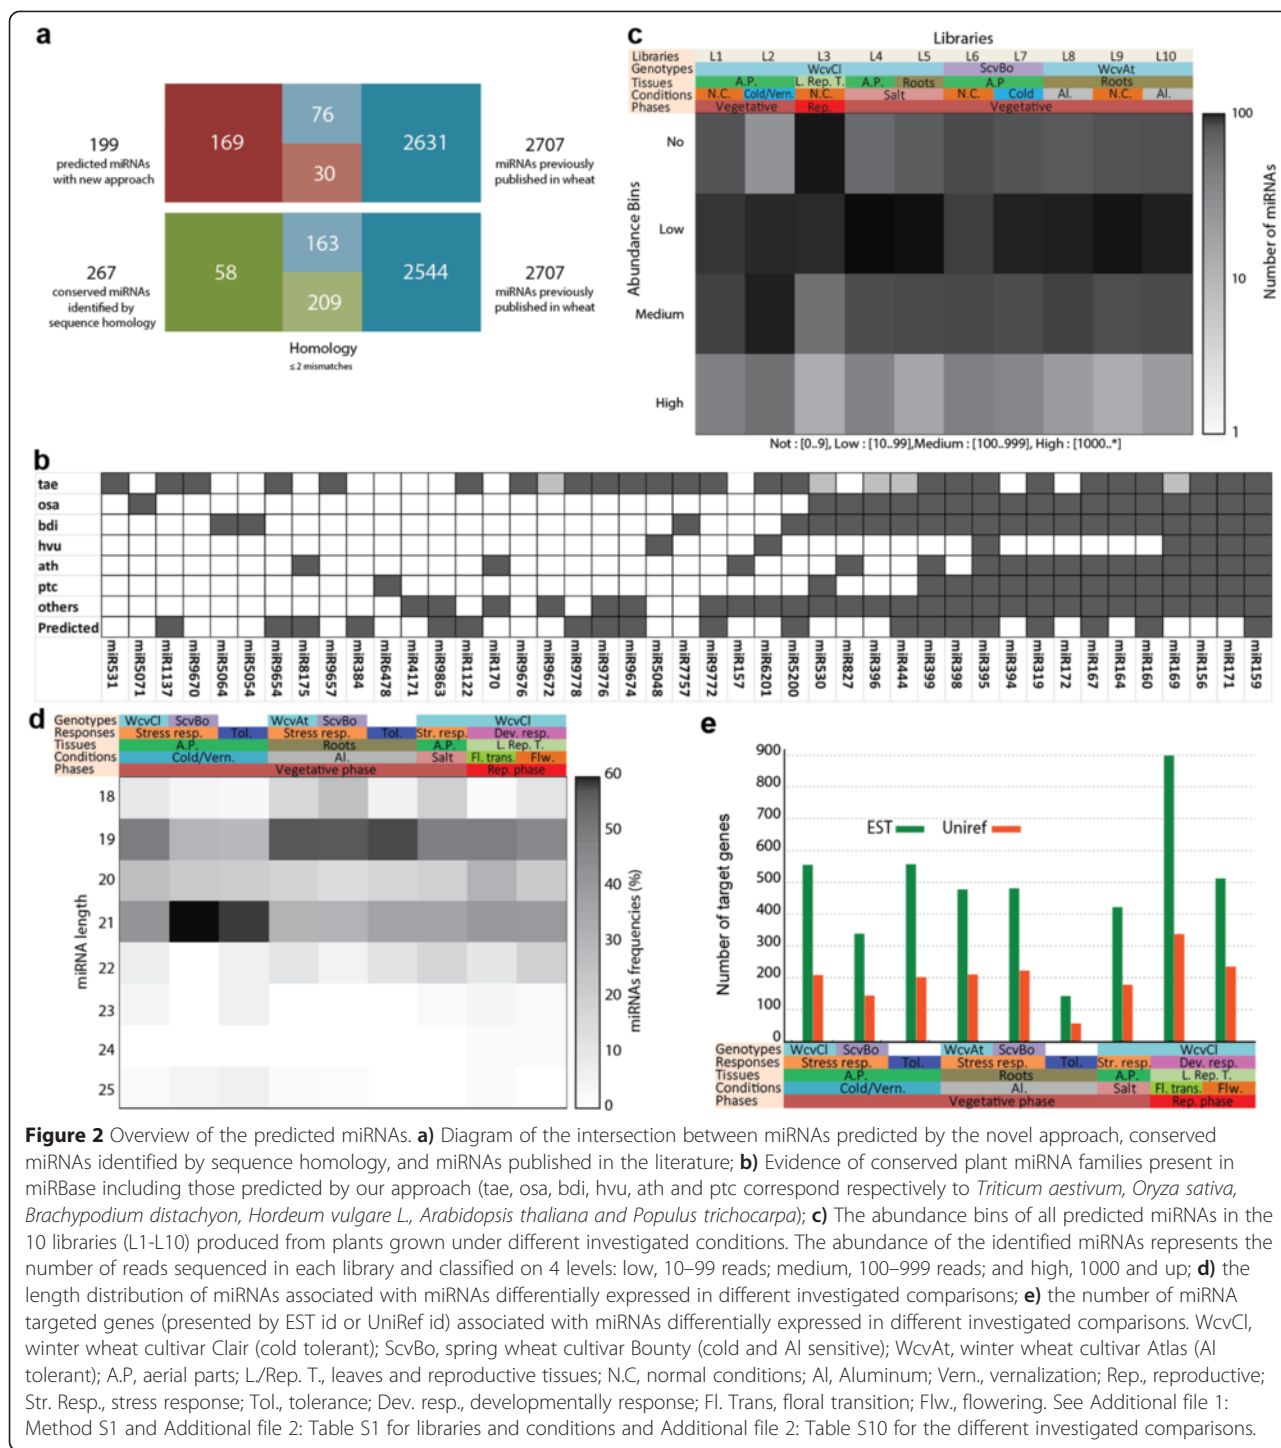 a
199
predicted miRNAs
with new approach
169
76
30
2631
2707
miRNAs previously
published in wheat
267
conserved miRNAs
identified by
sequence homology
58
163
209
2544
2707
miRNAs previously
published in wheat
Homology
≤ 2 mismatches
c
Libraries
Libraries L1 L2 L3 L4 L5 L6 L7 L8 L9 L10
Genotypes WcvCl ScvBo WcvAt
Tissues A.P. L. Rep. T. A.P. Roots A.P Roots
Conditions N.C. Cold/Vern. N.C. Salt N.C. Cold Al. N.C. Al.
Phases Vegetative Rep. Vegetative
Abundance Bins
No
Low
Medium
High
100
10
1
Number of miRNAs
Not : [0..9], Low : [10..99],Medium : [100..999], High : [1000..*]
b
tae
osa
bdi
hvu
ath
ptc
others
Predicted
miR531 miR5071 miR1137 miR9670 miR5064 miR5054 miR9654 miR8175 miR9657 miR384 miR6478 miR4171 miR9863 miR1122 miR170 miR9676 miR9672 miR9778 miR9776 miR9674 miR5048 miR7757 miR9772 miR157 miR6201 miR5200 miR530 miR827 miR396 miR444 miR399 miR398 miR395 miR394 miR319 miR172 miR167 miR164 miR160 miR169 miR156 miR171 miR159
d
Genotypes WcvCl ScvBo WcvAt ScvBo WcvCl
Responses Stress resp. Tol. Stress resp. Tol. Str. resp. Dev. resp.
Tissues A.P. Roots A.P. L. Rep. T.
Conditions Cold/Vern. Al. Salt Fl. trans. Flw.
Phases Vegetative phase Rep. phase
miRNA length
18
19
20
21
22
23
24
25
60
50
40
30
20
10
0
miRNAs frequencies (%)
e
Number of target genes
900
800
700
600
500
400
300
200
100
0
EST Uniref
Genotypes WcvCl ScvBo WcvAt ScvBo WcvCl
Responses Stress resp. Tol. Stress resp. Tol. Str. resp. Dev. resp.
Tissues A.P. Roots A.P. L. Rep. T.
Conditions Cold/Vern. Al. Salt Fl. trans. Flw.
Phases Vegetative phase Rep. phase
Figure 2 Overview of the predicted miRNAs. a) Diagram of the intersection between miRNAs predicted by the novel approach, conserved
miRNAs identified by sequence homology, and miRNAs published in the literature; b) Evidence of conserved plant miRNA families present in
miRBase including those predicted by our approach (tae, osa, bdi, hvu, ath and ptc correspond respectively to Triticum aestivum, Oryza sativa,
Brachypodium distachyon, Hordeum vulgare L., Arabidopsis thaliana and Populus trichocarpa); c) The abundance bins of all predicted miRNAs in the
10 libraries (L1-L10) produced from plants grown under different investigated conditions. The abundance of the identified miRNAs represents the
number of reads sequenced in each library and classified on 4 levels: low, 10–99 reads; medium, 100–999 reads; and high, 1000 and up; d) the
length distribution of miRNAs associated with miRNAs differentially expressed in different investigated comparisons; e) the number of miRNA
targeted genes (presented by EST id or UniRef id) associated with miRNAs differentially expressed in different investigated comparisons. WcvCl,
winter wheat cultivar Clair (cold tolerant); ScvBo, spring wheat cultivar Bounty (cold and Al sensitive); WcvAt, winter wheat cultivar Atlas (Al
tolerant); A.P, aerial parts; L./Rep. T., leaves and reproductive tissues; N.C, normal conditions; Al, Aluminum; Vern., vernalization; Rep., reproductive;
Str. Resp., stress response; Tol., tolerance; Dev. resp., developmentally response; Fl. Trans, floral transition; Flw., flowering. See Additional file 1:
Method S1 and Additional file 2: Table S1 for libraries and conditions and Additional file 2: Table S10 for the different investigated comparisons.